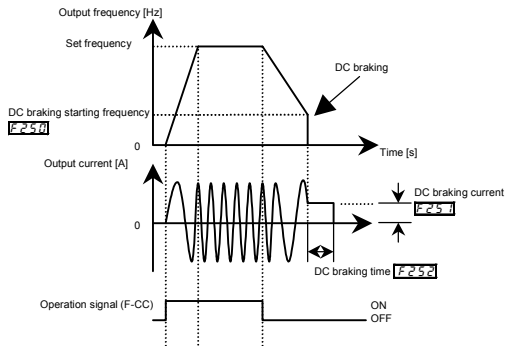 Output frequency [Hz]
Set frequency
DC braking
DC braking starting frequency
F250
0
Time [s]
Output current [A]
DC braking current
F251
0
DC braking time F252
Operation signal (F-CC)
ON
OFF